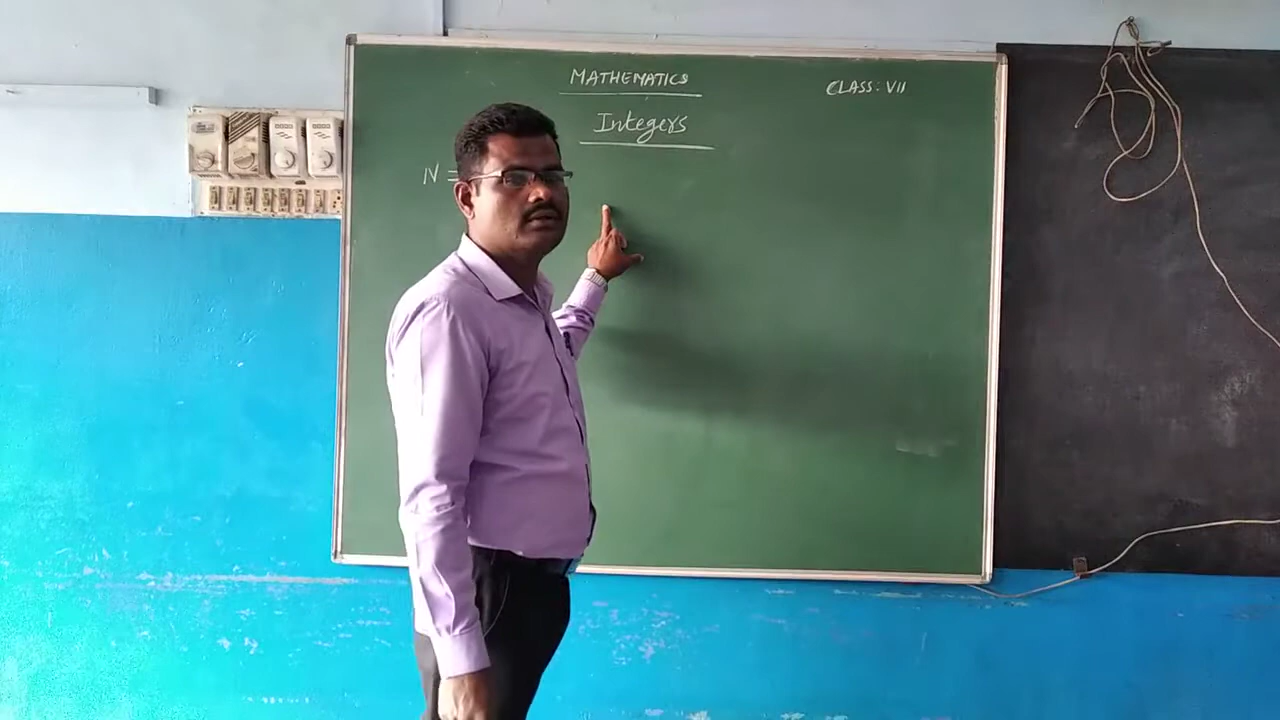 MATHEMATICS
CLASS: VII
Integers
N =